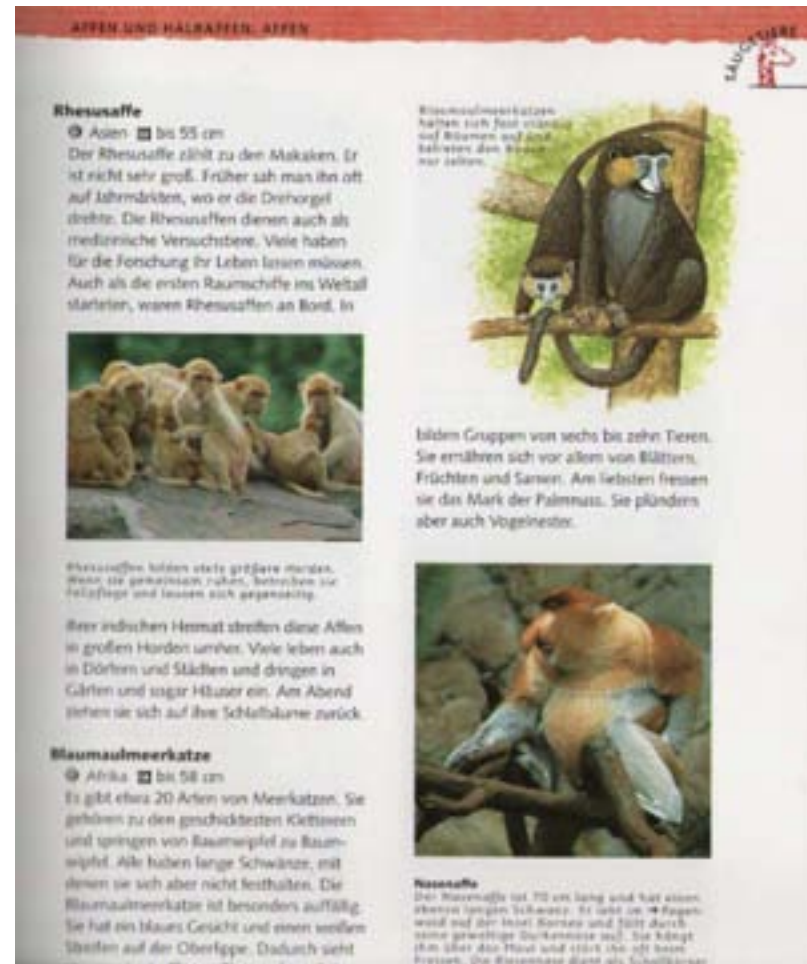 AFFEN UND HALBAFFEN: AFFEN
SÄUGETIERE
Rhesusaffe
Asien bis 55 cm
Der Rhesusaffe zählt zu den Makaken. Er
ist nicht sehr groß. Früher sah man ihn oft
auf Jahrmärkten, wo er die Drehorgel
drehte. Die Rhesusaffen dienen auch als
medizinische Versuchstiere. Viele haben
für die Forschung ihr Leben lassen müssen.
Auch als die ersten Raumschiffe ins Weltall
starteten, waren Rhesusaffen an Bord. In
Rhesusaffen bilden stets größere Horden.
Wenn sie gemeinsam ruhen, betreiben sie
Fellpflege und lausen sich gegenseitig.
ihrer indischen Heimat streifen diese Affen
in großen Horden umher. Viele leben auch
in Dörfern und Städten und dringen in
Gärten und sogar Häuser ein. Am Abend
ziehen sie sich auf ihre Schlafbäume zurück.
Blaumaulmeerkatze
Afrika bis 58 cm
Es gibt etwa 20 Arten von Meerkatzen. Sie
gehören zu den geschicktesten Kletterern
und springen von Baumwipfel zu Baum-
wipfel. Alle haben lange Schwänze, mit
denen sie sich aber nicht festhalten. Die
Blaumaulmeerkatze ist besonders auffällig.
Sie hat ein blaues Gesicht und einen weißen
Streifen auf der Oberlippe. Dadurch sieht
Blaumaulmeerkatzen
halten sich fast
auf Bäumen auf und
betreten den Boden
nur selten.
bilden Gruppen von sechs bis zehn Tieren.
Sie ernähren sich vor allem von Blättern,
Früchten und Samen. Am liebsten fressen
sie das Mark der Palmnuss. Sie plündern
aber auch Vogelnester.
Nasenaffe
Der Nasenaffe ist 70 cm lang und hat einen
ebenso langen Schwanz. Er lebt im ➔Regen-
wald auf der Insel Borneo und fällt durch
seine gewaltige Gurkennase auf. Sie hängt
ihm über das Maul und stört ihn oft beim
Fressen. Die Riesennase dient als Schallkörper